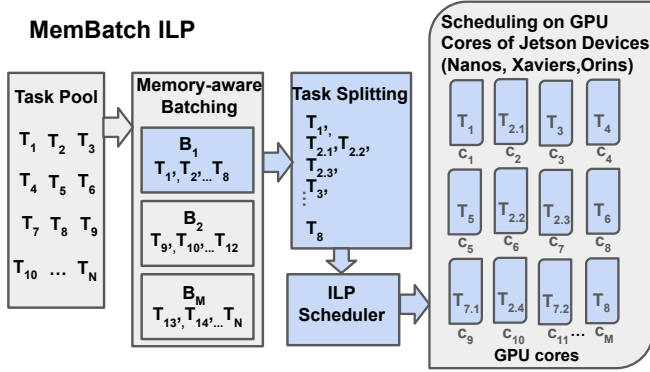 MemBatch ILP
Task Pool
T1 T2 T3
T4 T5 T6
T7 T8 T9
T10 ... TN
Memory-aware
Batching
B1
T1,,T2,,... T8
B2
T9,,T10,,... T12
BM
T13,,T14,,... TN
Task Splitting
T1,,
T2.1,,T2.2,,
T2.3,,
T3,,
⋮
T8
ILP
Scheduler
Scheduling on GPU
Cores of Jetson Devices
(Nanos, Xaviers,Orins)
T1 T2.1 T3 T4
c1 c2 c3 c4
T5 T2.2 T2.3 T6
c5 c6 c7 c8
T7.1 T2.4 T7.2 T8
c9 c10 c11 ... cM
GPU cores